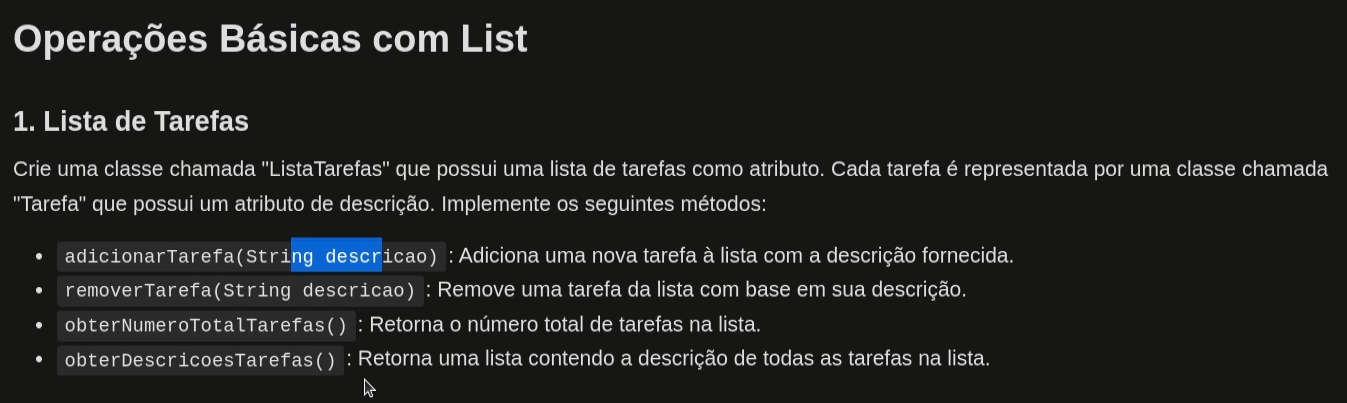 Operações Básicas com List
1. Lista de Tarefas
Crie uma classe chamada "ListaTarefas" que possui uma lista de tarefas como atributo. Cada tarefa é representada por uma classe chamada
"Tarefa" que possui um atributo de descrição. Implemente os seguintes métodos:
• adicionarTarefa(String descricao) : Adiciona uma nova tarefa à lista com a descrição fornecida.
• removerTarefa(String descricao) : Remove uma tarefa da lista com base em sua descrição.
• obterNumeroTotalTarefas() : Retorna o número total de tarefas na lista.
• obterDescricoesTarefas() : Retorna uma lista contendo a descrição de todas as tarefas na lista.